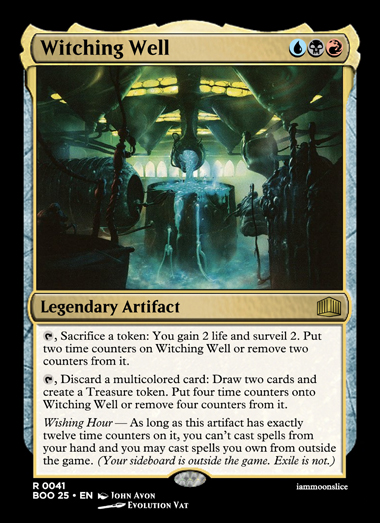 Witching Well
Legendary Artifact
, Sacrifice a token: You gain 2 life and surveil 2. Put
two time counters on Witching Well or remove two
counters from it.
, Discard a multicolored card: Draw two cards and
create a Treasure token. Put four time counters onto
Witching Well or remove four counters from it.
Wishing Hour — As long as this artifact has exactly
twelve time counters on it, you can't cast spells from
your hand and you may cast spells you own from outside
the game. (Your sideboard is outside the game. Exile is not.)
R 0041
BOO 25 • EN John Avon
Evolution Vat
iammoonslice